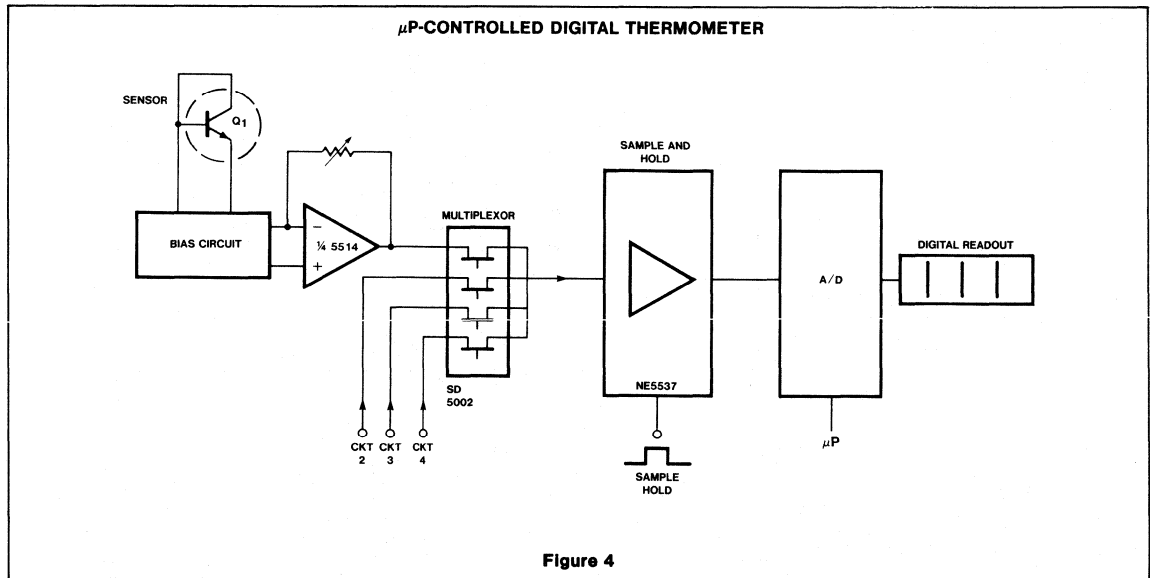 μP-CONTROLLED DIGITAL THERMOMETER
SENSOR
Q1
SAMPLE AND
HOLD
MULTIPLEXOR
BIAS CIRCUIT
−
¼ 5514
+
DIGITAL READOUT
A/D
NE5537
SD
5002
μP
CKT
2
CKT
3
CKT
4
SAMPLE
HOLD
Figure 4